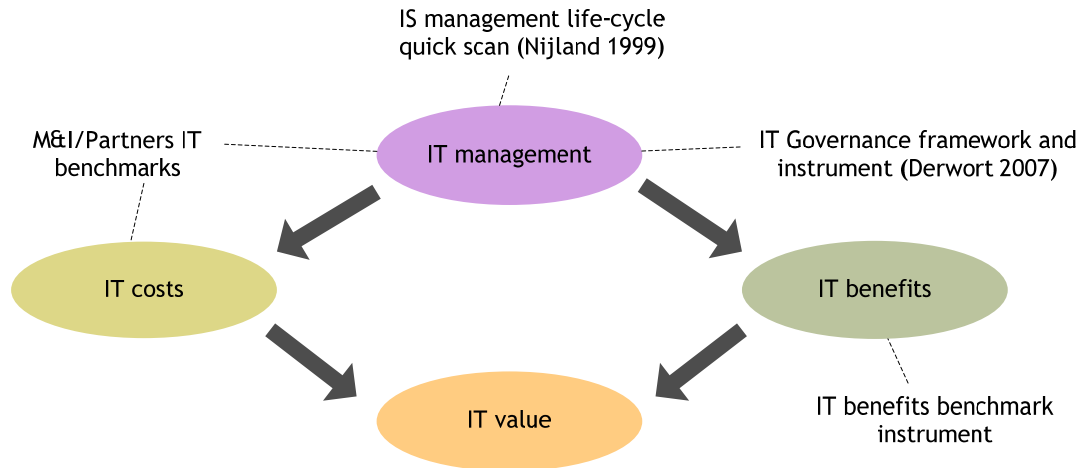 IS management life-cycle
quick scan (Nijland 1999)
M&I/Partners IT
benchmarks
IT management
IT Governance framework and
instrument (Derwort 2007)
IT costs
IT benefits
IT value
IT benefits benchmark
instrument